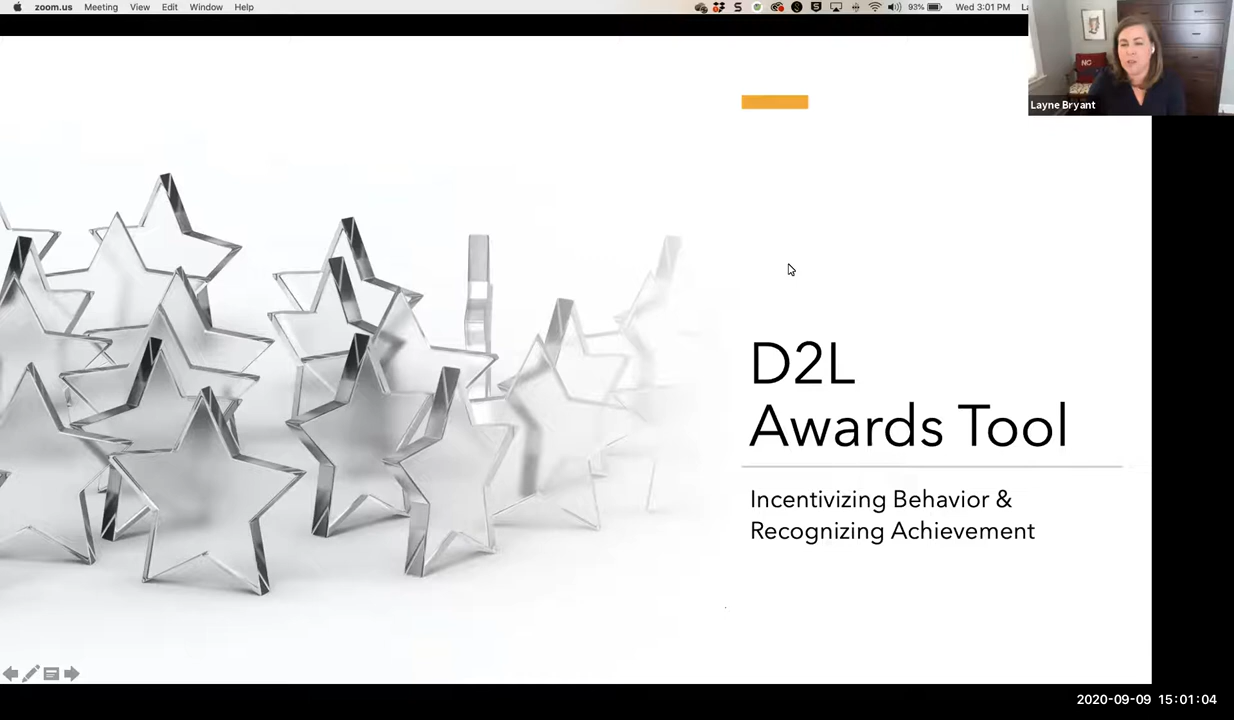 zoom.us Meeting View Edit Window Help
93% Wed 3:01 PM
NO
Layne Bryant
D2L
Awards Tool
Incentivizing Behavior &
Recognizing Achievement
2020-09-09 15:01:04